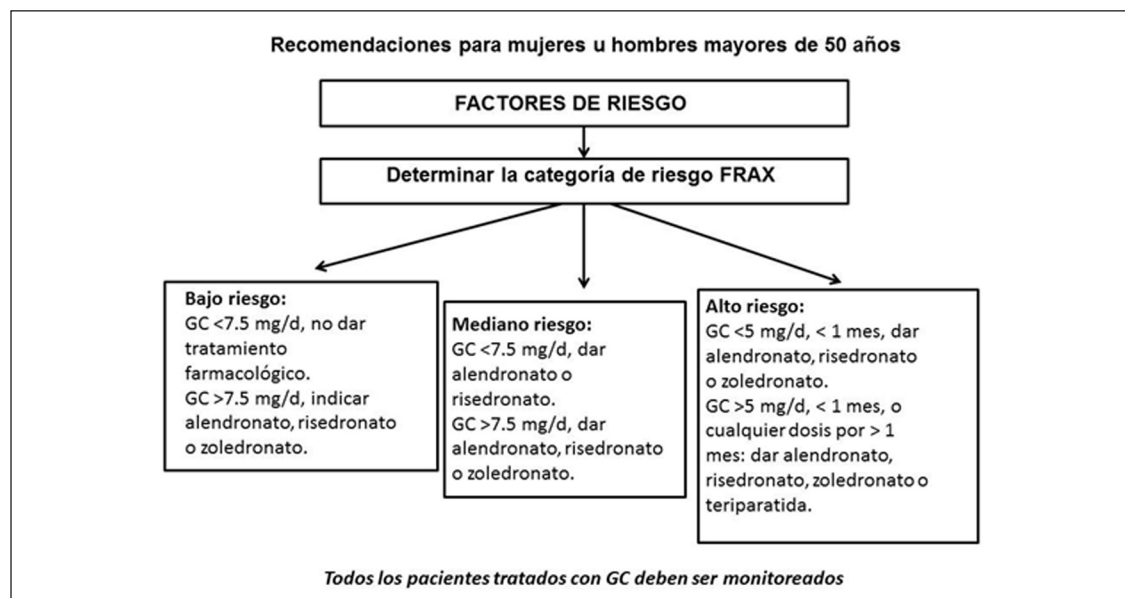 Recomendaciones para mujeres u hombres mayores de 50 años
FACTORES DE RIESGO
Determinar la categoría de riesgo FRAX
Bajo riesgo:
GC <7.5 mg/d, no dar
tratamiento
farmacológico.
GC >7.5 mg/d, indicar
alendronato, risedronato
o zoledronato.
Mediano riesgo:
GC <7.5 mg/d, dar
alendronato o
risedronato.
GC >7.5 mg/d, dar
alendronato, risedronato
o zoledronato.
Alto riesgo:
GC <5 mg/d, < 1 mes, dar
alendronato, risedronato
o zoledronato.
GC >5 mg/d, < 1 mes, o
cualquier dosis por > 1
mes: dar alendronato,
risedronato, zoledronato o
teriparatida.
Todos los pacientes tratados con GC deben ser monitoreados